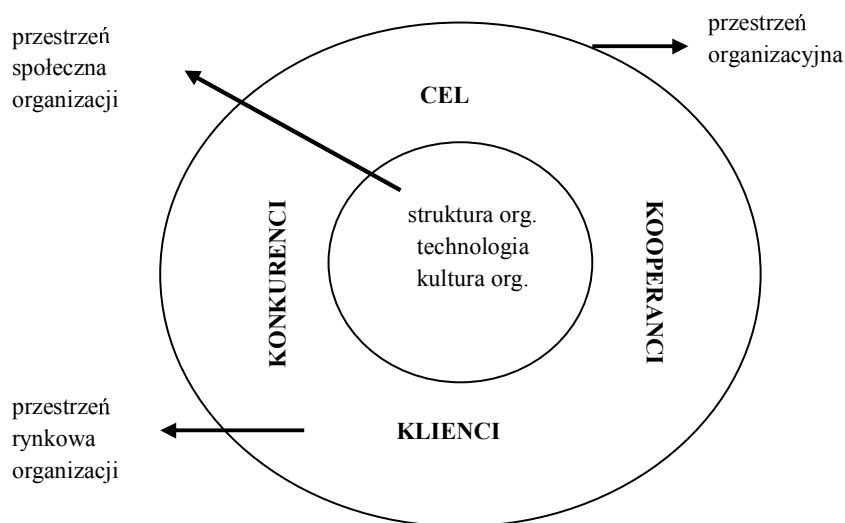 przestrzeń
społeczna
organizacji
przestrzeń
organizacyjna
CEL
struktura org.
technologia
kultura org.
KONKURENCI
KOOPERANCI
przestrzeń
rynkowa
organizacji
KLIENCI